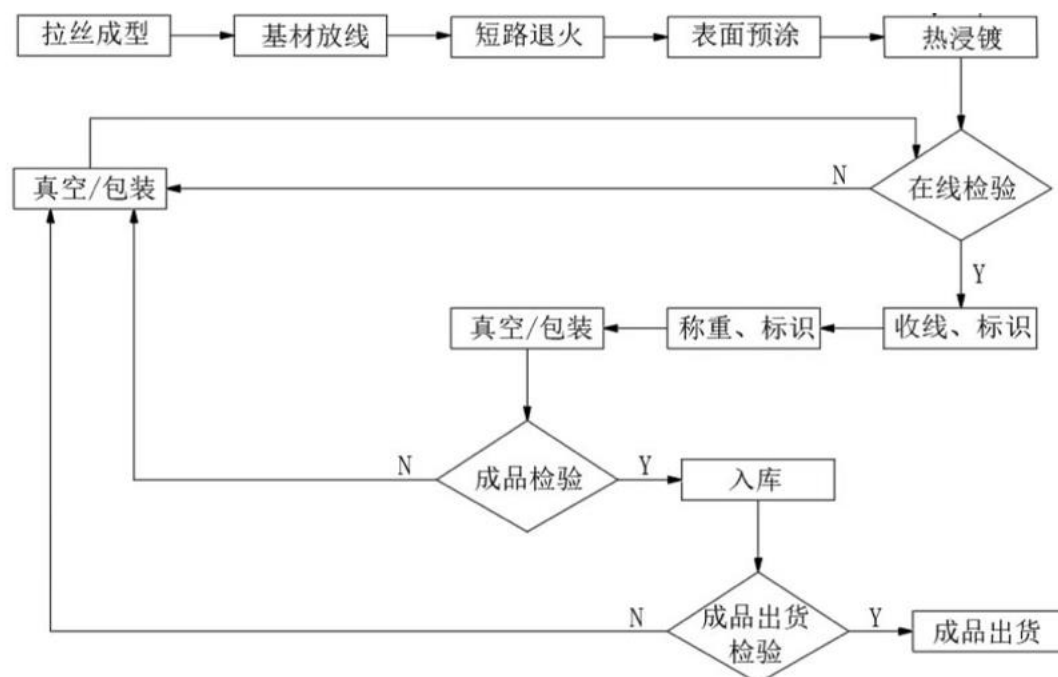 拉丝成型
基材放线
短路退火
表面预涂
热浸镀
真空/包装
N
在线检验
Y
真空/包装
称重、标识
收线、标识
N
成品检验
Y
入库
N
成品出货
检验
Y
成品出货